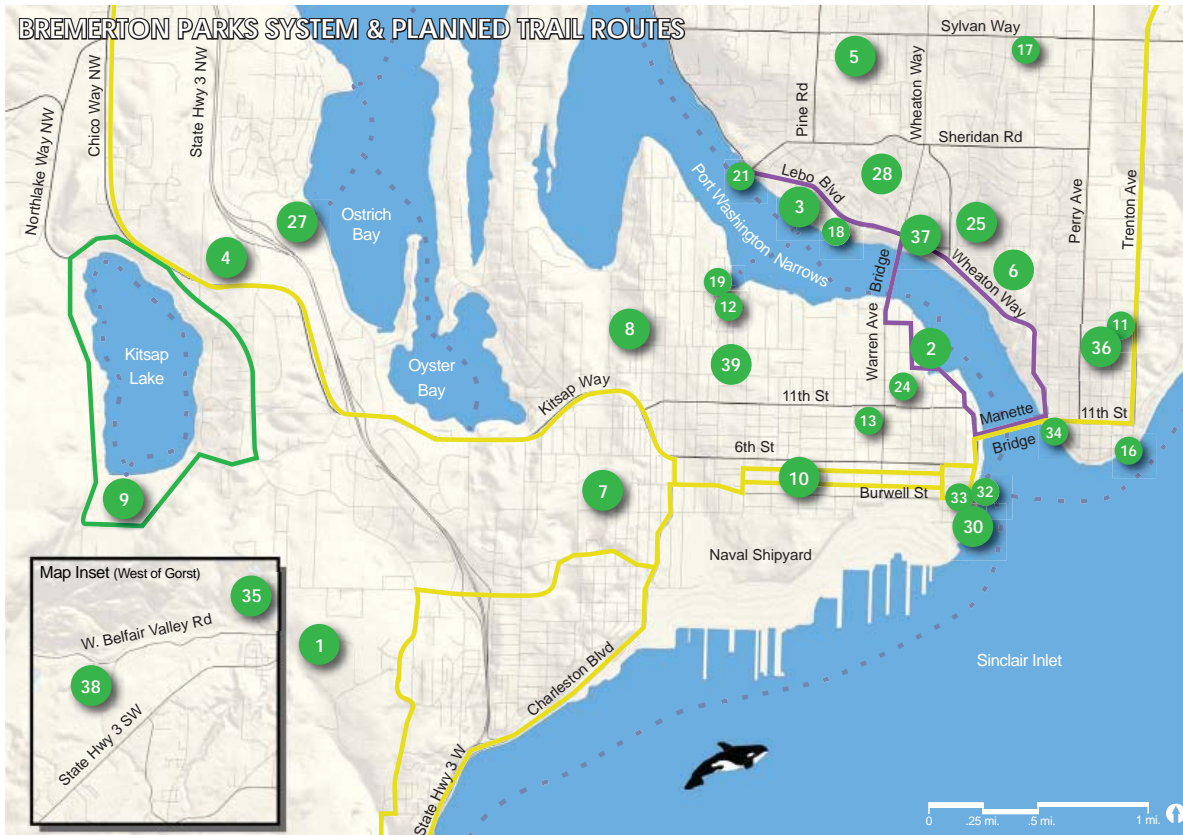 BREMERTON PARKS SYSTEM & PLANNED TRAIL ROUTES
Sylvan Way
17
5
Wheaton Way
Pine Rd
Sheridan Rd
Northlake Way NW
Chico Way NW
State Hwy 3 NW
21
Lebo Blvd
28
Port Washington Narrows
3
18
37
25
Perry Ave
Trenton Ave
27
Ostrich
Bay
4
Bridge
Wheaton Way
6
19
12
8
39
Warren Ave
2
11
36
Kitsap
Lake
Oyster
Bay
Kitsap Way
24
11th St
13
Manette
Bridge
34
11th St
16
6th St
10
Burwell St
33
32
30
7
9
Naval Shipyard
Map Inset (West of Gorst)
35
W. Belfair Valley Rd
38
State Hwy 3 SW
1
Charleston Blvd
Sinclair Inlet
State Hwy 3 W
0 .25 mi. .5 mi. 1 mi.